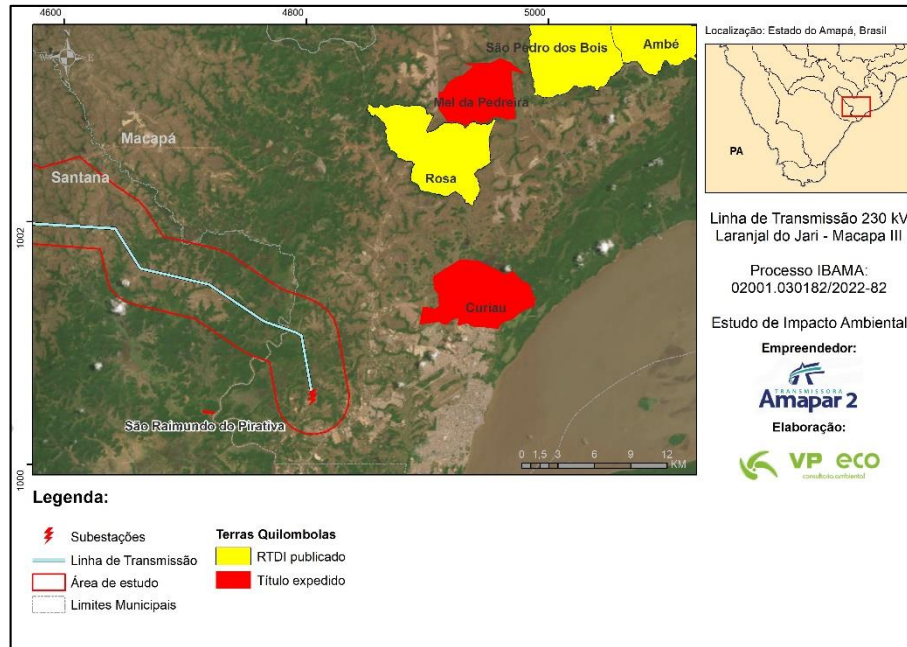 4600
4800
5000
São Pedro dos Bois
Ambé
Mel da Pedreira
Macapá
Santana
Rosa
1002
Curiau
São Raimundo do Pirativa
0 1,5 3 6 9 12
KM
1000
Localização: Estado do Amapá, Brasil
PA
Linha de Transmissão 230 kV
Laranjal do Jari - Macapa III
Processo IBAMA:
02001.030182/2022-82
Estudo de Impacto Ambiental
Empreendedor:
TRANSMISSORA
Amapar 2
Elaboração:
VP eco
consultoria ambiental
Legenda:
Subestações
Linha de Transmissão
Área de estudo
Limites Municipais
Terras Quilombolas
RTDI publicado
Título expedido